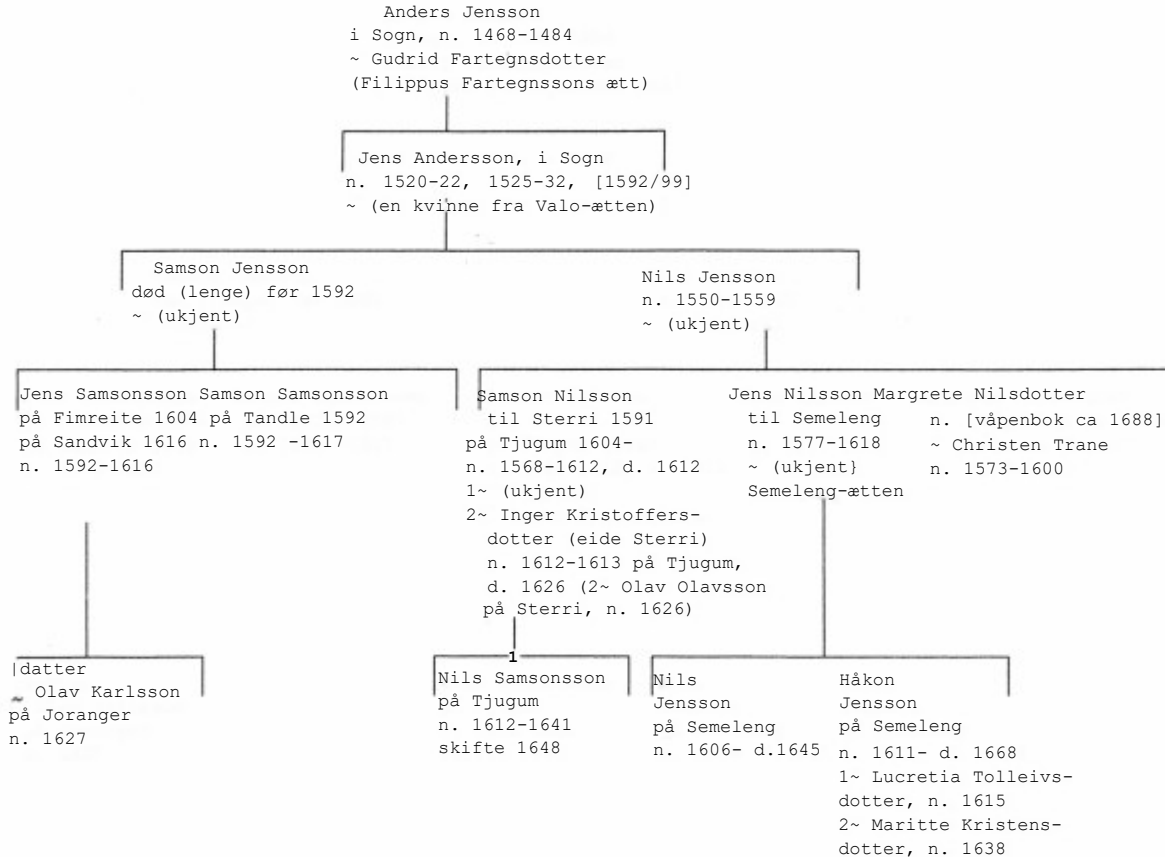 Anders Jensson
i Sogn, n. 1468-1484
~ Gudrid Fartegnsdotter
(Filippus Fartegnssons ætt)
Jens Andersson, i Sogn
n. 1520-22, 1525-32, [1592/99]
~ (en kvinne fra Valo-ætten)
Samson Jensson
død (lenge) før 1592
~ (ukjent)
Nils Jensson
n. 1550-1559
~ (ukjent)
Jens Samsonsson Samson Samsonsson
på Fimreite 1604 på Tandle 1592
på Sandvik 1616 n. 1592 -1617
n. 1592-1616
Samson Nilsson
til Sterri 1591
på Tjugum 1604-
n. 1568-1612, d. 1612
1~ (ukjent)
2~ Inger Kristoffers-
dotter (eide Sterri)
n. 1612-1613 på Tjugum,
d. 1626 (2~ Olav Olavsson
på Sterri, n. 1626)
Jens Nilsson Margrete Nilsdotter
til Semeleng
n. 1577-1618
~ (ukjent}
Semeleng-ætten
n. [våpenbok ca 1688]
~ Christen Trane
n. 1573-1600
|datter
~ Olav Karlsson
på Joranger
n. 1627
1
Nils Samsonsson
på Tjugum
n. 1612-1641
skifte 1648
Nils
Jensson
på Semeleng
n. 1606- d.1645
Håkon
Jensson
på Semeleng
n. 1611- d. 1668
1~ Lucretia Tolleivs-
dotter, n. 1615
2~ Maritte Kristens-
dotter, n. 1638